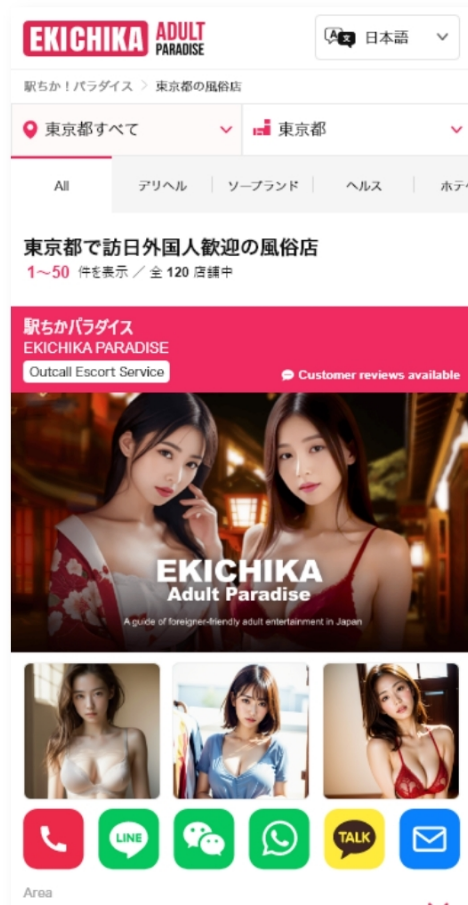 EKICHIKA ADULT PARADISE
日本語
駅ちか！パラダイス > 東京都の風俗店
東京都すべて
東京都
All
デリヘル
ソープランド
ヘルス
ホテ
東京都で訪日外国人歓迎の風俗店
1～50 件を表示 ／ 全 120 店舗中
駅ちかパラダイス
EKICHIKA PARADISE
Outcall Escort Service
Customer reviews available
EKICHIKA
Adult Paradise
A guide of foreigner-friendly adult entertainment in Japan
LINE
TALK
Area